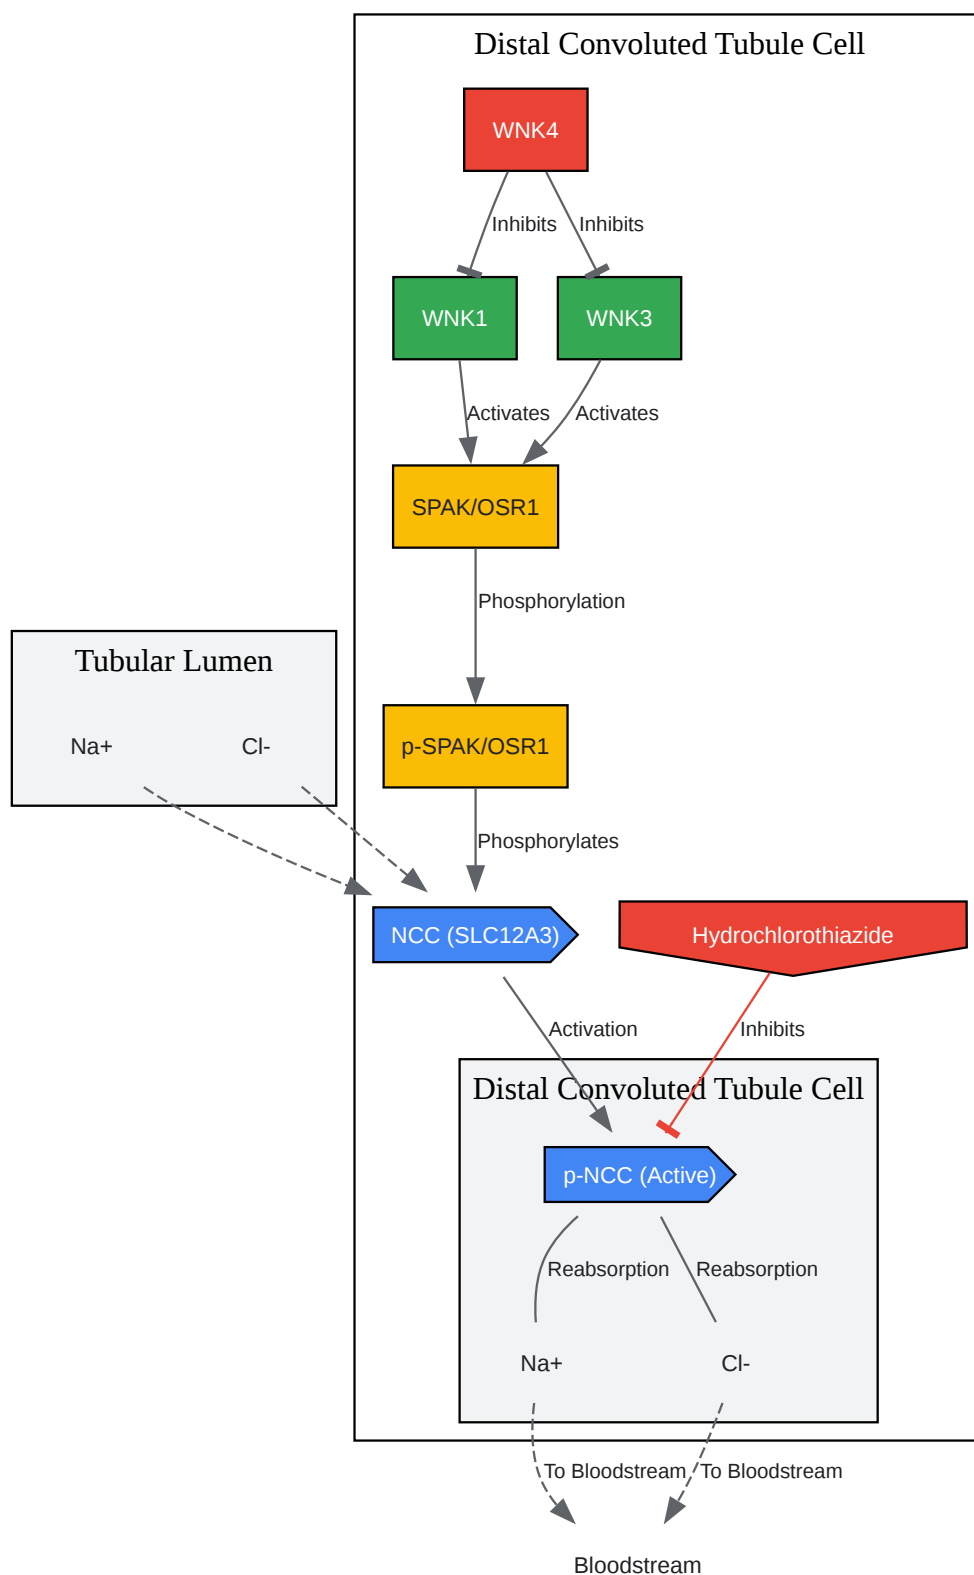 Distal Convoluted Tubule Cell
WNK4
Inhibits
Inhibits
WNK1
WNK3
Activates
Activates
SPAK/OSR1
Phosphorylation
Tubular Lumen
Na+
Cl-
p-SPAK/OSR1
Phosphorylates
NCC (SLC12A3)
Hydrochlorothiazide
Activation
Inhibits
Distal Convoluted Tubule Cell
p-NCC (Active)
Reabsorption
Reabsorption
Na+
Cl-
To Bloodstream
To Bloodstream
Bloodstream